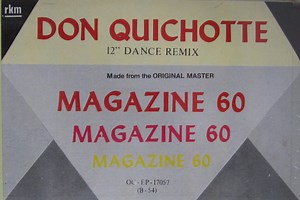 rkm
DON QUICHOTTE
12" DANCE REMIX
Made from the ORIGINAL MASTER
MAGAZINE 60
MAGAZINE 60
MAGAZINE 60
OC - EP - 17057
(B-54)